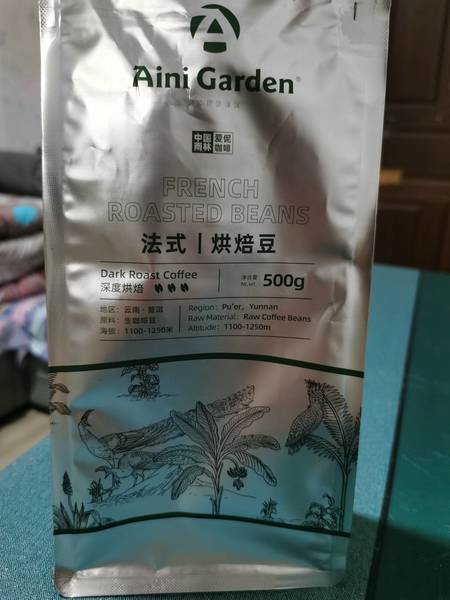 Aini Garden®
中国
雨林
爱伲
咖啡
FRENCH
ROASTED BEANS
法式 | 烘焙豆
Dark Roast Coffee
深度烘焙
净含量
Net. wt.
500g
地区：云南·普洱
原料：生咖啡豆
海拔：1100-1250米
Region: Pu'er, Yunnan
Raw Material: Raw Coffee Beans
Altitude: 1100-1250m